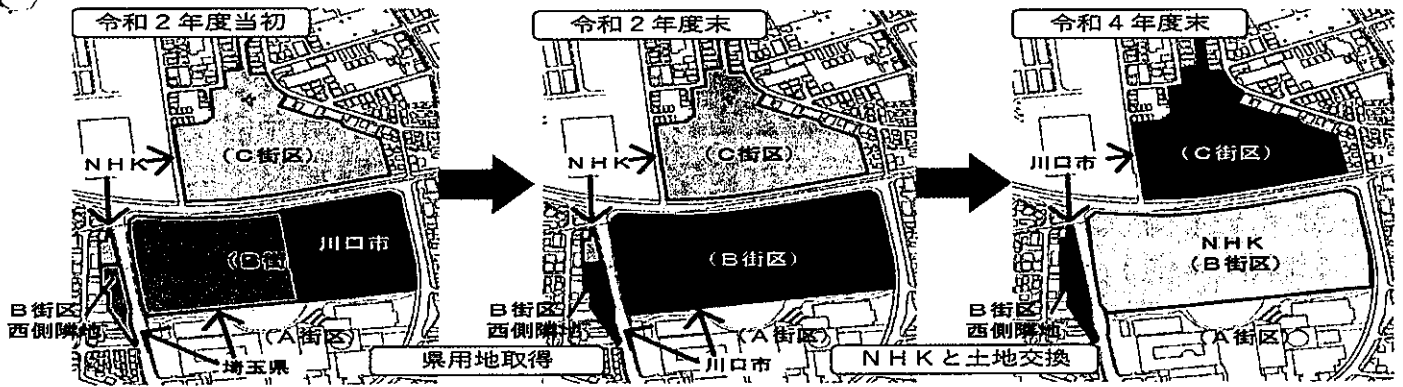 令和２年度当初
(C街区)
NHK
川口市
(B街
B街区
西側隣地
(A街区)
埼玉県
県用地取得
令和２年度末
(C街区)
NHK
(B街区)
B街区
西側隣地
(A街区)
川口市
NHKと土地交換
令和４年度末
(C街区)
川口市
NHK
(B街区)
B街区
西側隣地
(A街区)